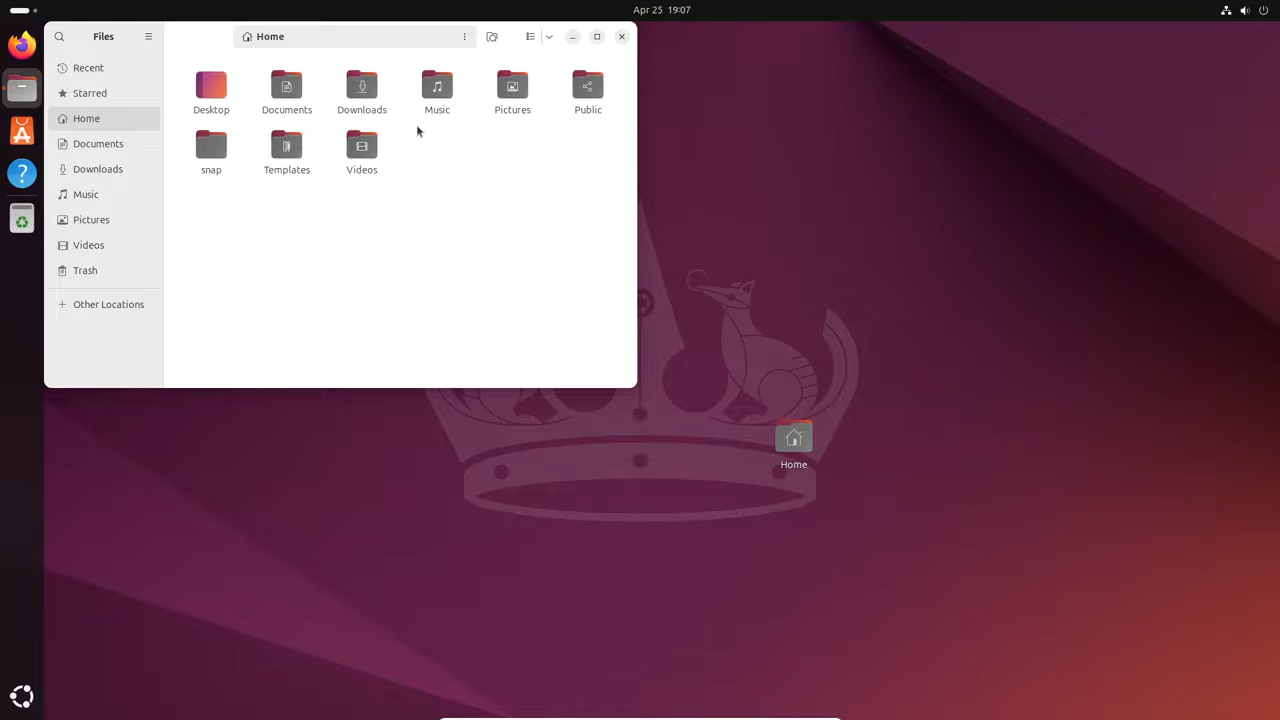 Apr 25 19:07
Files
Home
Recent
Starred
Home
Documents
Downloads
Music
Pictures
Videos
Trash
Other Locations
Desktop
Documents
Downloads
Music
Pictures
Public
snap
Templates
Videos
Home